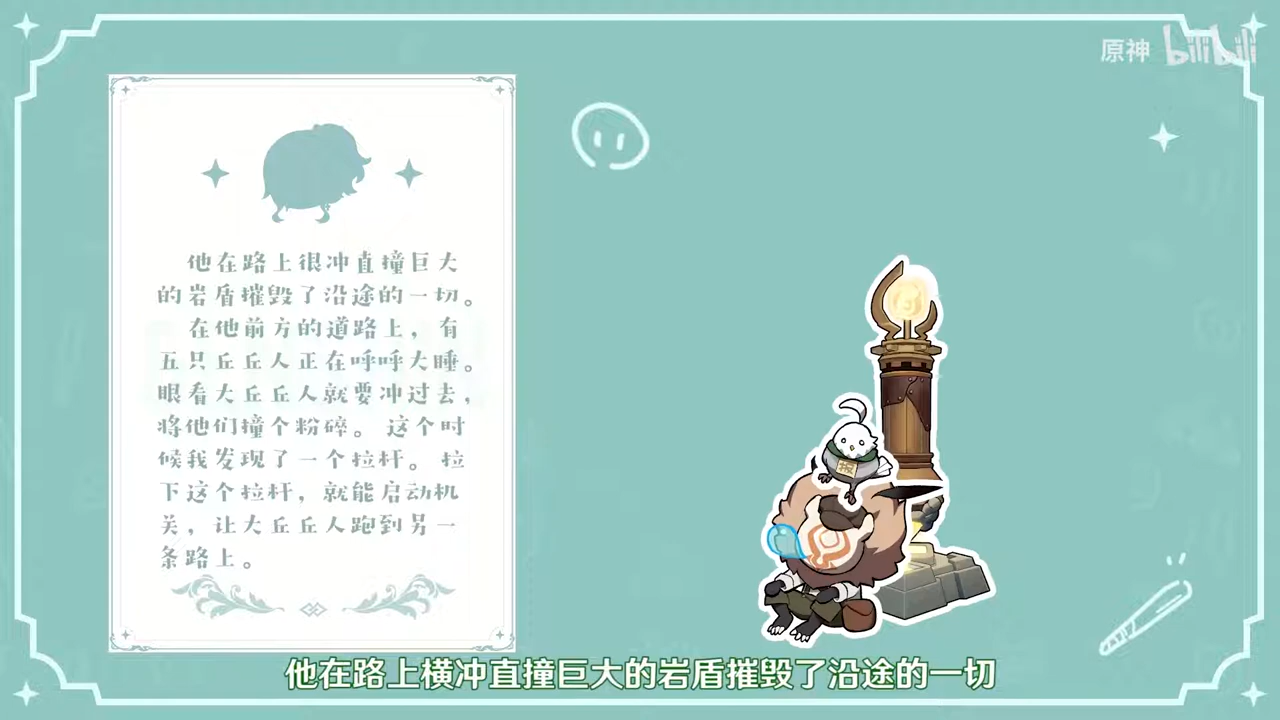 原神 bilibili
他在路上很冲直撞巨大
的岩盾摧毁了沿途的一切。
在他前方的道路上，有
五只丘丘人正在呼呼大睡。
眼看大丘丘人就要冲过去，
将他们撞个粉碎。 这个时
候我发现了一个拉杆。 拉
下这个拉杆，就能启动机
关，让大丘丘人跑到另一
条路上。
报
他在路上横冲直撞巨大的岩盾摧毁了沿途的一切